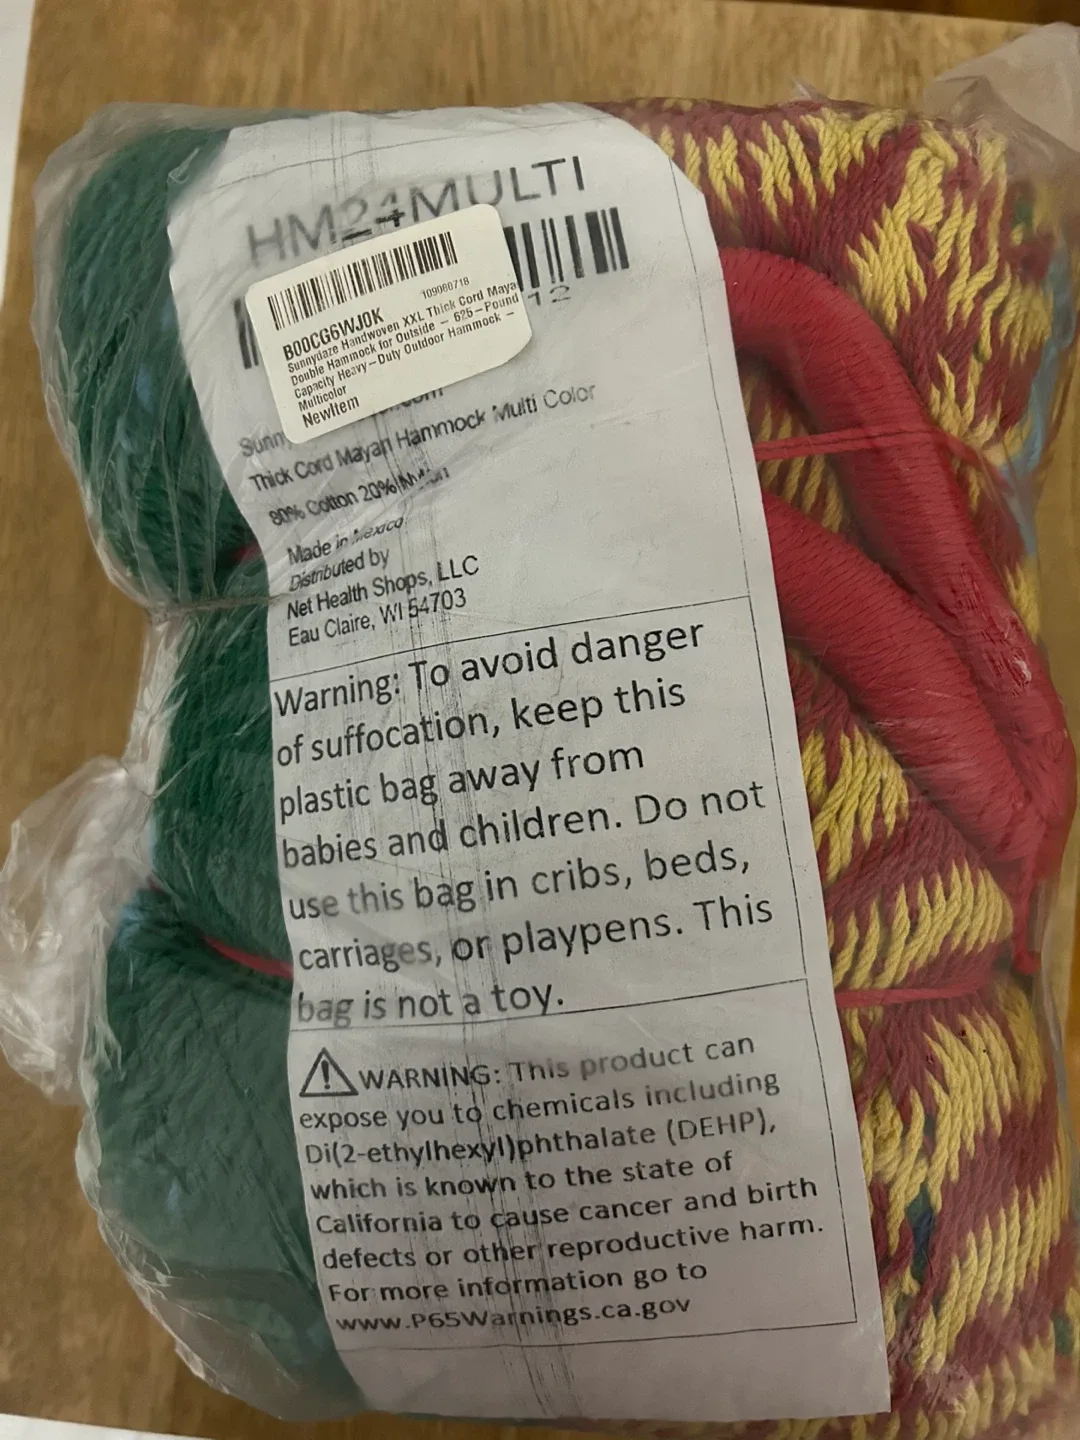 HM24MULTI
12
109080718
B00CG6WJ0K
Sunnydaze Handwoven XXL Thick Cord Maya
Double Hammock for Outside – 625–Pound
Capacity Heavy–Duty Outdoor Hammock –
Multicolor
NewItem
Sunn
Thick Cord Mayan Hammock Multi Color
80% Cotton 20%
Made in Mexico
Distributed by
Net Health Shops, LLC
Eau Claire, WI 54703
Warning: To avoid danger
of suffocation, keep this
plastic bag away from
babies and children. Do not
use this bag in cribs, beds,
carriages, or playpens. This
bag is not a toy.
WARNING: This product can
expose you to chemicals including
Di(2-ethylhexyl)phthalate (DEHP),
which is known to the state of
California to cause cancer and birth
defects or other reproductive harm.
For more information go to
www.P65Warnings.ca.gov